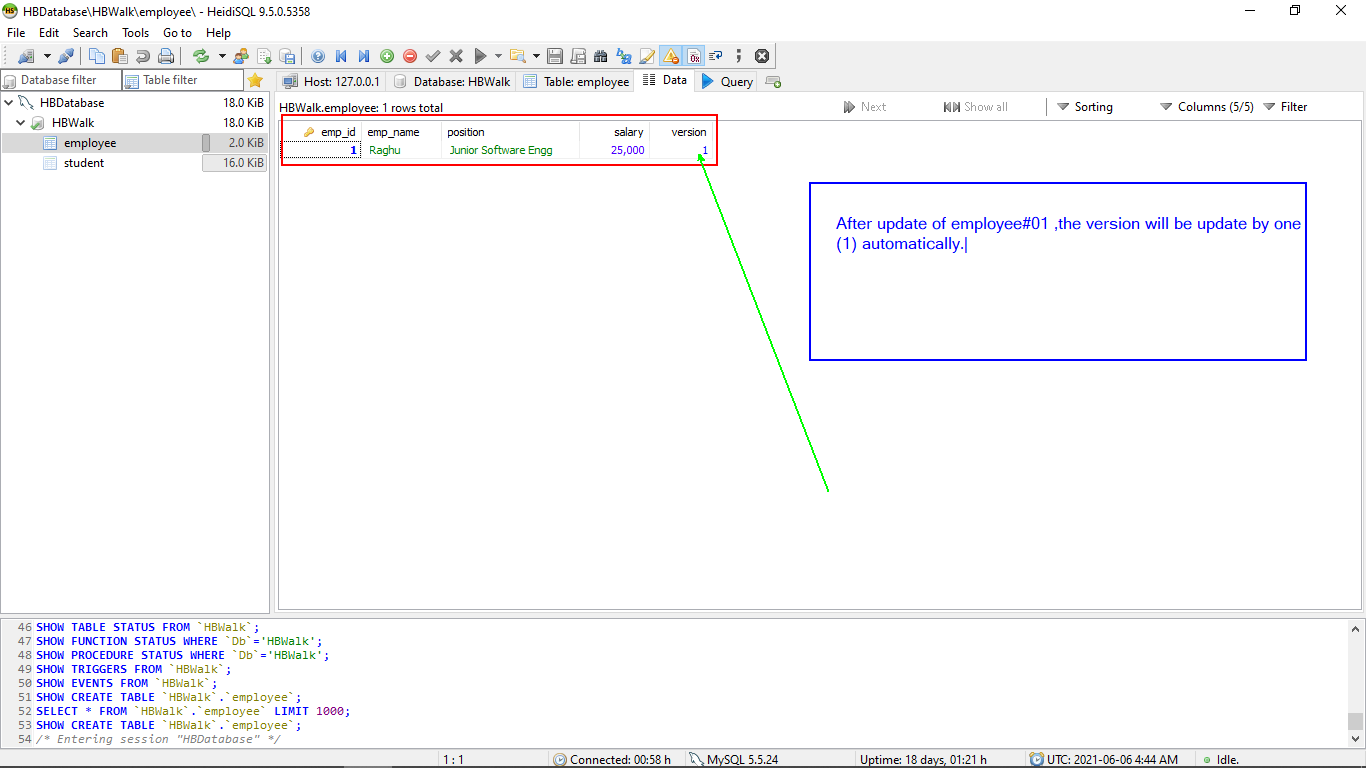 HBDatabase\HBWalk\employee\ - HeidiSQL 9.5.0.5358
File Edit Search Tools Go to Help
Database filter Table filter
Host: 127.0.0.1 Database: HBWalk Table: employee Data Query
HBDatabase 18.0 KiB
HBWalk 18.0 KiB
employee 2.0 KiB
student 16.0 KiB
HBWalk.employee: 1 rows total Next Show all Sorting Columns (5/5) Filter
emp_id emp_name position salary version
1 Raghu Junior Software Engg 25,000 1
After update of employee#01 ,the version will be update by one
(1) automatically.
46 SHOW TABLE STATUS FROM `HBWalk`;
47 SHOW FUNCTION STATUS WHERE `Db`='HBWalk';
48 SHOW PROCEDURE STATUS WHERE `Db`='HBWalk';
49 SHOW TRIGGERS FROM `HBWalk`;
50 SHOW EVENTS FROM `HBWalk`;
51 SHOW CREATE TABLE `HBWalk`.`employee`;
52 SELECT * FROM `HBWalk`.`employee` LIMIT 1000;
53 SHOW CREATE TABLE `HBWalk`.`employee`;
54 /* Entering session "HBDatabase" */
1 : 1 Connected: 00:58 h MySQL 5.5.24 Uptime: 18 days, 01:21 h UTC: 2021-06-06 4:44 AM Idle.